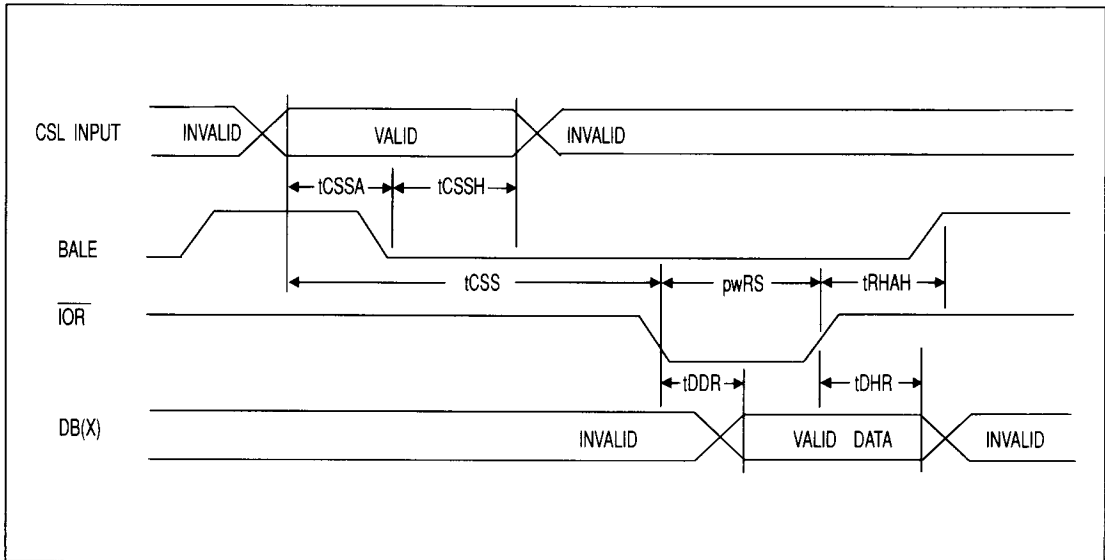 CSL INPUT INVALID VALID INVALID
tCSSA tCSSH
BALE
tCSS pwRS tRHAH
IOR
tDDR tDHR
DB(X) INVALID VALID DATA INVALID